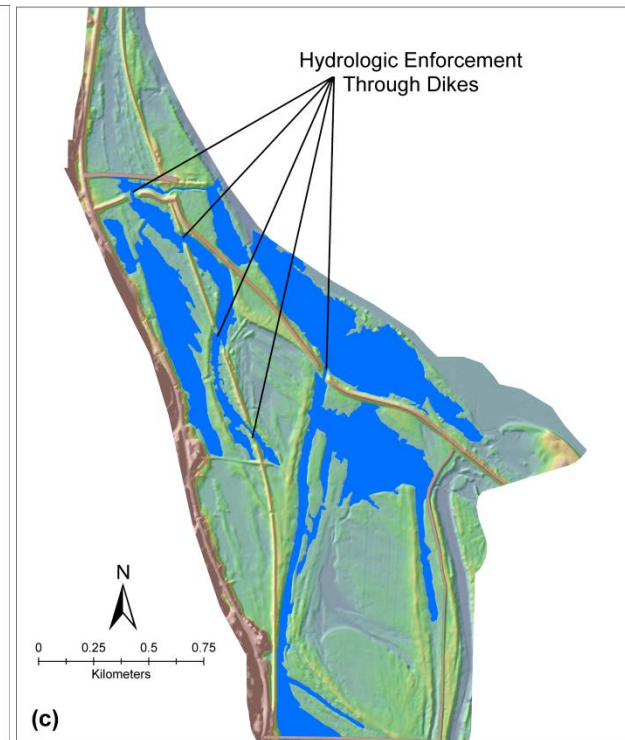 Hydrologic Enforcement
Through Dikes
N
0 0.25 0.5 0.75
Kilometers
(c)